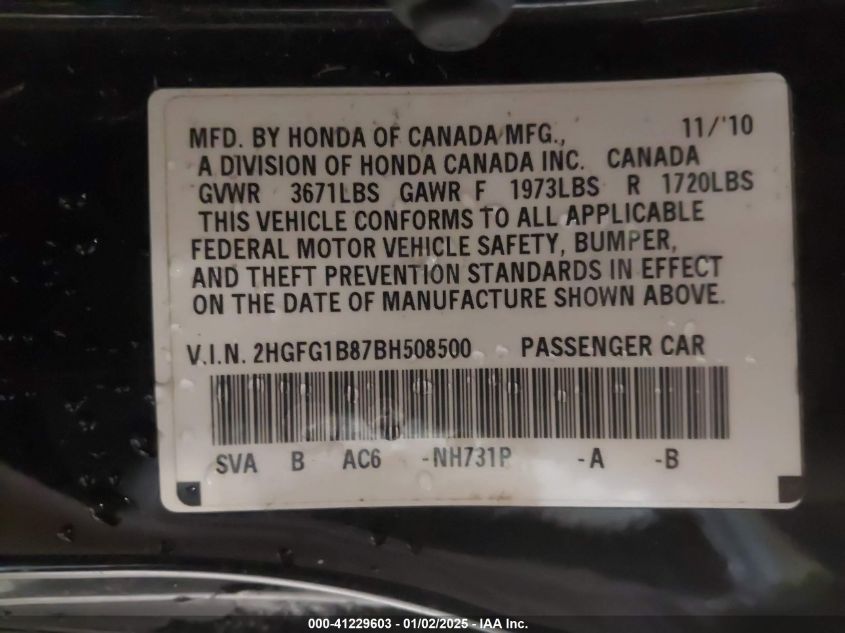 MFD. BY HONDA OF CANADA MFG., 11/'10
A DIVISION OF HONDA CANADA INC. CANADA
GVWR 3671LBS GAWR F 1973LBS R 1720LBS
THIS VEHICLE CONFORMS TO ALL APPLICABLE
FEDERAL MOTOR VEHICLE SAFETY, BUMPER,
AND THEFT PREVENTION STANDARDS IN EFFECT
ON THE DATE OF MANUFACTURE SHOWN ABOVE.
V.I.N. 2HGFG1B87BH508500 PASSENGER CAR
SVA B AC6 -NH731P -A -B
000-41229603 - 01/02/2025 - IAA Inc.